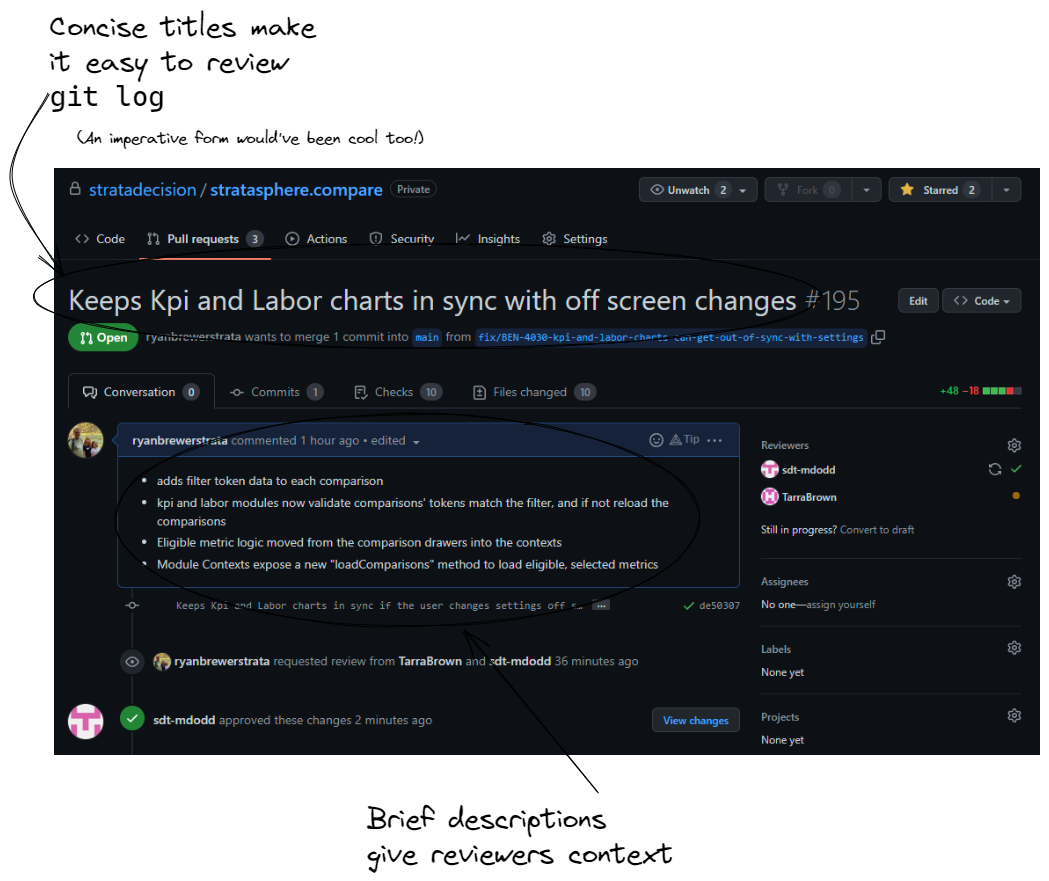 Concise titles make
it easy to review
git log
(An imperative form would've been cool too!)
stratadecision / stratasphere.compare Private
Unwatch 2
Fork 0
Starred 2
Code
Pull requests 3
Actions
Security
Insights
Settings
Keeps Kpi and Labor charts in sync with off screen changes #195
Edit
Code
Open
ryanbrewerstrata wants to merge 1 commit into main from fix/BEN-4030-kpi-and-labor-charts-can-get-out-of-sync-with-settings
Conversation 0
Commits 1
Checks 10
Files changed 10
+48 −18
ryanbrewerstrata commented 1 hour ago • edited
Tip
• adds filter token data to each comparison
• kpi and labor modules now validate comparisons' tokens match the filter, and if not reload the
comparisons
• Eligible metric logic moved from the comparison drawers into the contexts
• Module Contexts expose a new "loadComparisons" method to load eligible, selected metrics
Keeps Kpi and Labor charts in sync if the user changes settings off s… ...
de50307
ryanbrewerstrata requested review from TarraBrown and sdt-mdodd 36 minutes ago
sdt-mdodd approved these changes 2 minutes ago
View changes
Reviewers
sdt-mdodd
TarraBrown
Still in progress? Convert to draft
Assignees
No one—assign yourself
Labels
None yet
Projects
None yet
Brief descriptions
give reviewers context